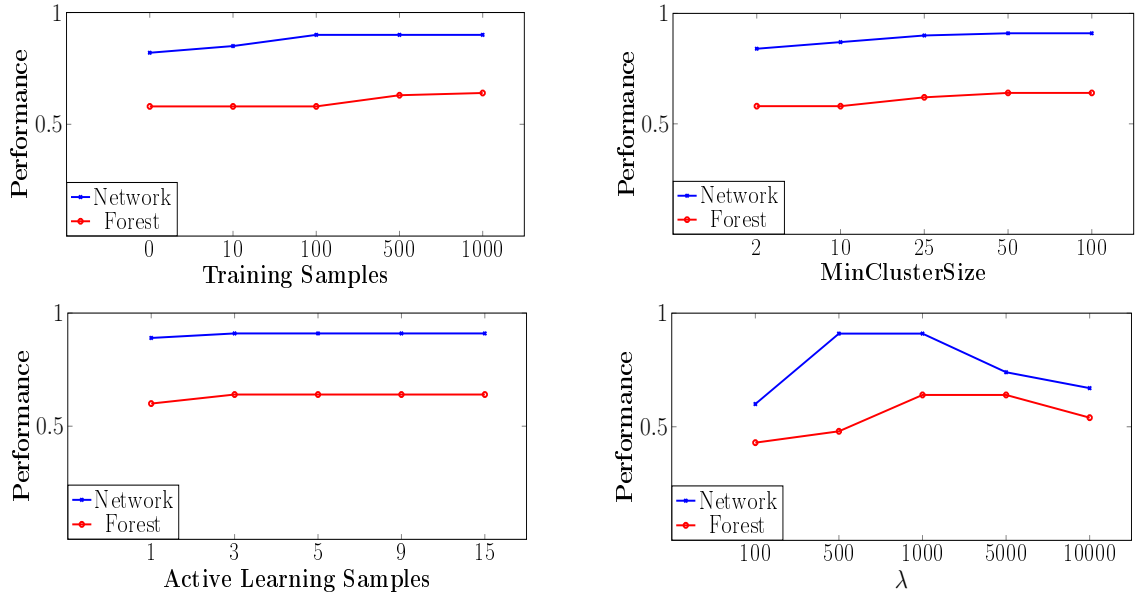 1
0.5
Performance
Network
Forest
0 10 100 500 1000
Training Samples
1
0.5
Performance
Network
Forest
2 10 25 50 100
MinClusterSize
1
0.5
Performance
Network
Forest
1 3 5 9 15
Active Learning Samples
1
0.5
Performance
Network
Forest
100 500 1000 5000 10000
λ